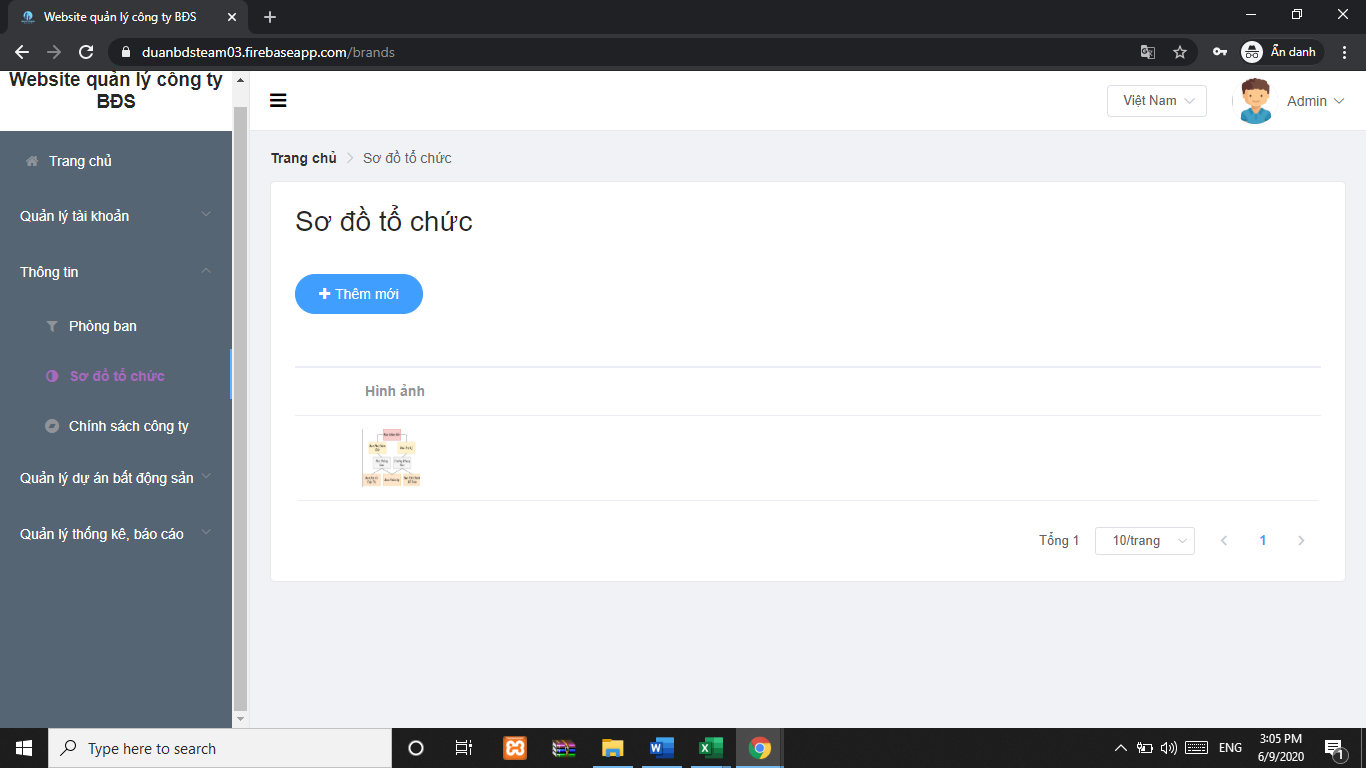 Website quản lý công ty BĐS
duanbdsteam03.firebaseapp.com/brands
Ẩn danh
Website quản lý công ty
BĐS
Việt Nam
Admin
Trang chủ
Quản lý tài khoản
Thông tin
Phòng ban
Sơ đồ tổ chức
Chính sách công ty
Quản lý dự án bất động sản
Quản lý thống kê, báo cáo
Trang chủ
Sơ đồ tổ chức
Sơ đồ tổ chức
Thêm mới
Hình ảnh
Tổng 1
10/trang
1
Type here to search
ENG
3:05 PM
6/9/2020
1